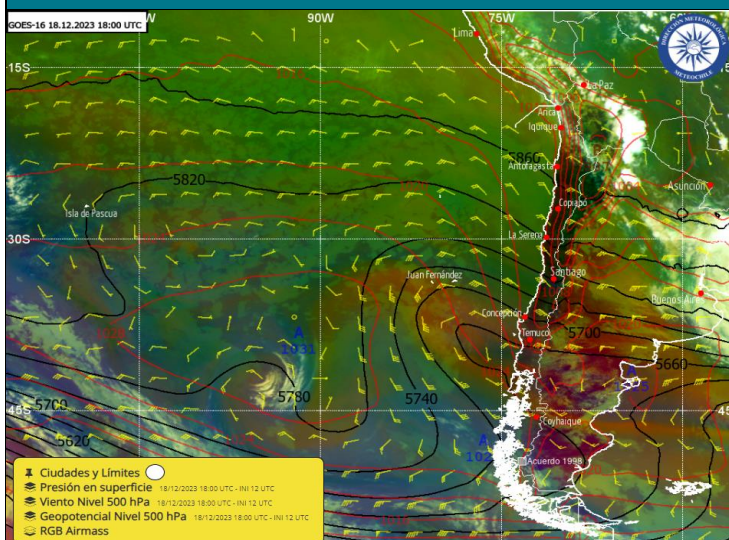 GOES-16 18.12.2023 18:00 UTC
90W
75W
DIRECCIÓN METEOROLÓGICA
METEOCHILE
Lima
15S
La Paz
Arica
Iquique
5860
Antofagasta
5820
Asunción
Isla de Pascua
Copiapó
30S
La Serena
Juan Fernández
Santiago
Buenos Aires
Concepción
5700
A
1031
Temuco
5660
5780
5740
5700
45S
Coyhaique
5620
A
Acuerdo 1998
Ciudades y Límites
Presión en superficie 18/12/2023 18:00 UTC - INI 12 UTC
Viento Nivel 500 hPa 18/12/2023 18:00 UTC - INI 12 UTC
Geopotencial Nivel 500 hPa 18/12/2023 18:00 UTC - INI 12 UTC
RGB Airmass